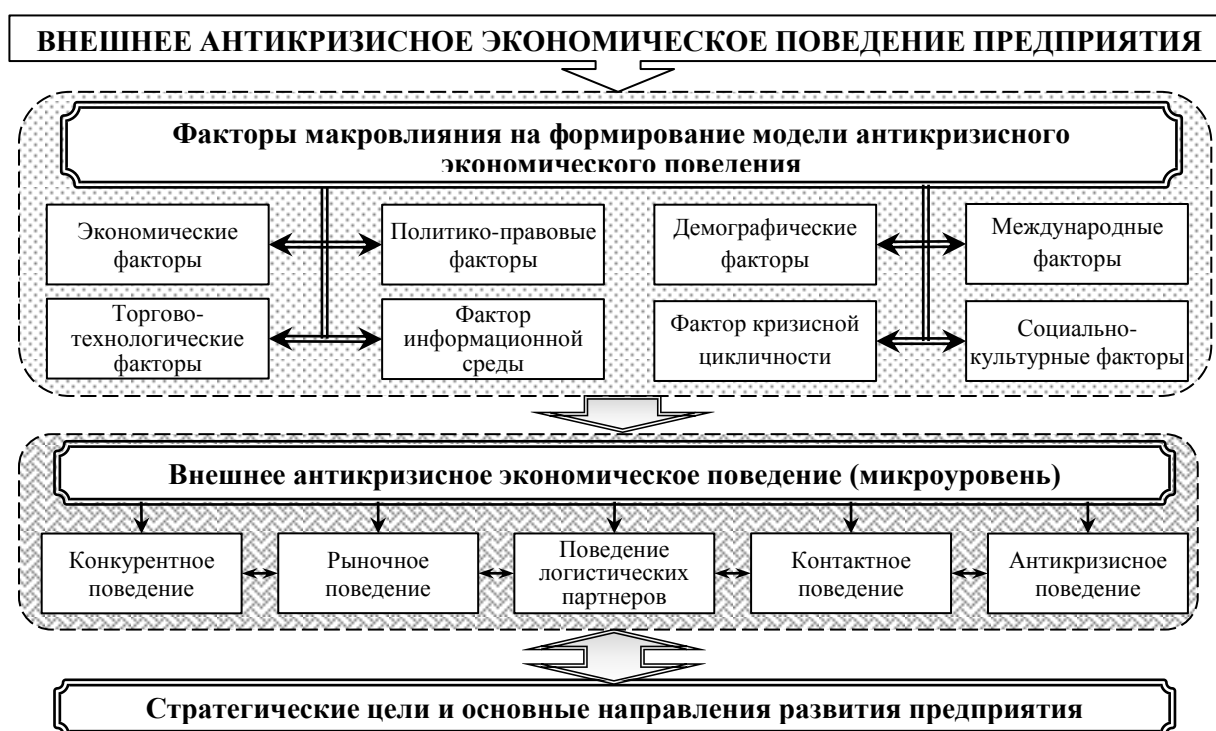 ВНЕШНЕЕ АНТИКРИЗИСНОЕ ЭКОНОМИЧЕСКОЕ ПОВЕДЕНИЕ ПРЕДПРИЯТИЯ
Факторы макровлияния на формирование модели антикризисного
экономического поведения
Экономические
факторы
Политико-правовые
факторы
Демографические
факторы
Международные
факторы
Торгово-
технологические
факторы
Фактор
информационной
среды
Фактор кризисной
цикличности
Социально-
культурные факторы
Внешнее антикризисное экономическое поведение (микроуровень)
Конкурентное
поведение
Рыночное
поведение
Поведение
логистических
партнеров
Контактное
поведение
Антикризисное
поведение
Стратегические цели и основные направления развития предприятия